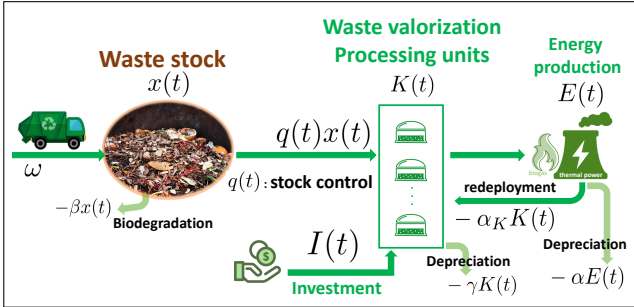 Waste stock
x(t)
Waste valorization
Processing units
K(t)
Energy
production
E(t)
ω
q(t)x(t)
q(t) : stock control
biogas
thermal power
redeployment
− α_K K(t)
−βx(t)
Biodegradation
I(t)
Investment
Depreciation
− γK(t)
Depreciation
− αE(t)